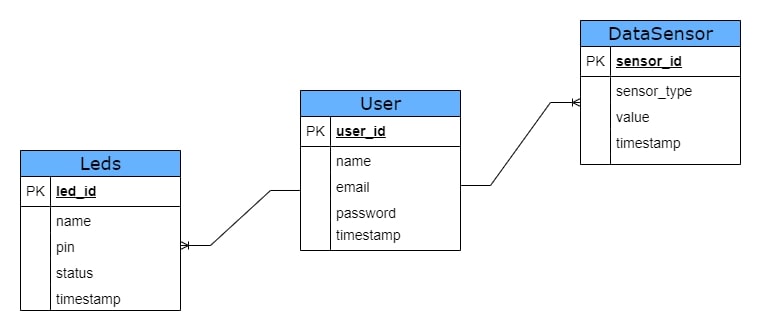 DataSensor
PK sensor_id
sensor_type
value
timestamp
User
PK user_id
name
email
password
timestamp
Leds
PK led_id
name
pin
status
timestamp